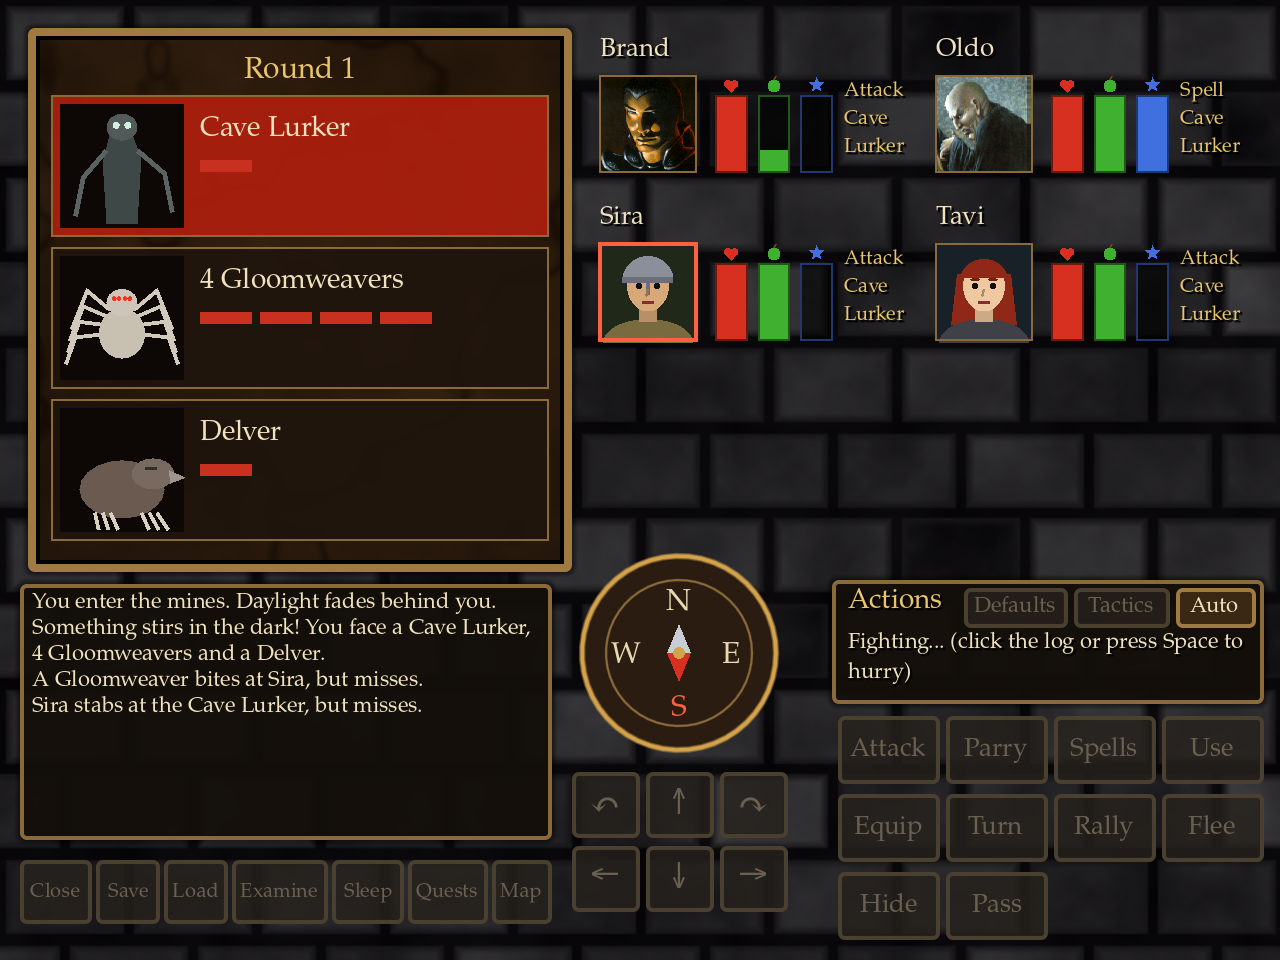 Round 1
Cave Lurker
4 Gloomweavers
Delver
Brand
Attack
Cave
Lurker
Oldo
Spell
Cave
Lurker
Sira
Attack
Cave
Lurker
Tavi
Attack
Cave
Lurker
You enter the mines. Daylight fades behind you.
Something stirs in the dark! You face a Cave Lurker,
4 Gloomweavers and a Delver.
A Gloomweaver bites at Sira, but misses.
Sira stabs at the Cave Lurker, but misses.
N
W E
S
Actions Defaults Tactics Auto
Fighting... (click the log or press Space to
hurry)
Attack Parry Spells Use
Equip Turn Rally Flee
Hide Pass
Close Save Load Examine Sleep Quests Map